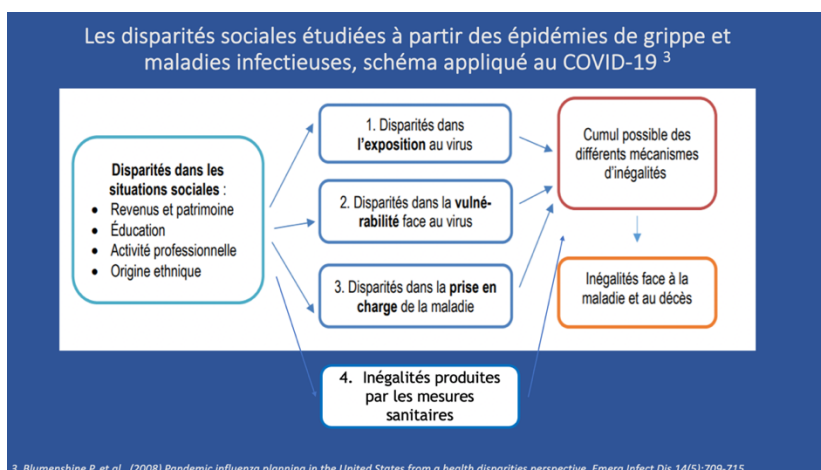 Les disparités sociales étudiées à partir des épidémies de grippe et
maladies infectieuses, schéma appliqué au COVID-19 3
Disparités dans les
situations sociales :
• Revenus et patrimoine
• Éducation
• Activité professionnelle
• Origine ethnique
1. Disparités dans
l'exposition au virus
2. Disparités dans la vulné-
rabilité face au virus
3. Disparités dans la prise en
charge de la maladie
4. Inégalités produites
par les mesures
sanitaires
Cumul possible des
différents mécanismes
d'inégalités
Inégalités face à la
maladie et au décès
3. Blumenshine P, et al., (2008) Pandemic influenza planning in the United States from a health disparities perspective. Emerg Infect Dis 14(5):709-715